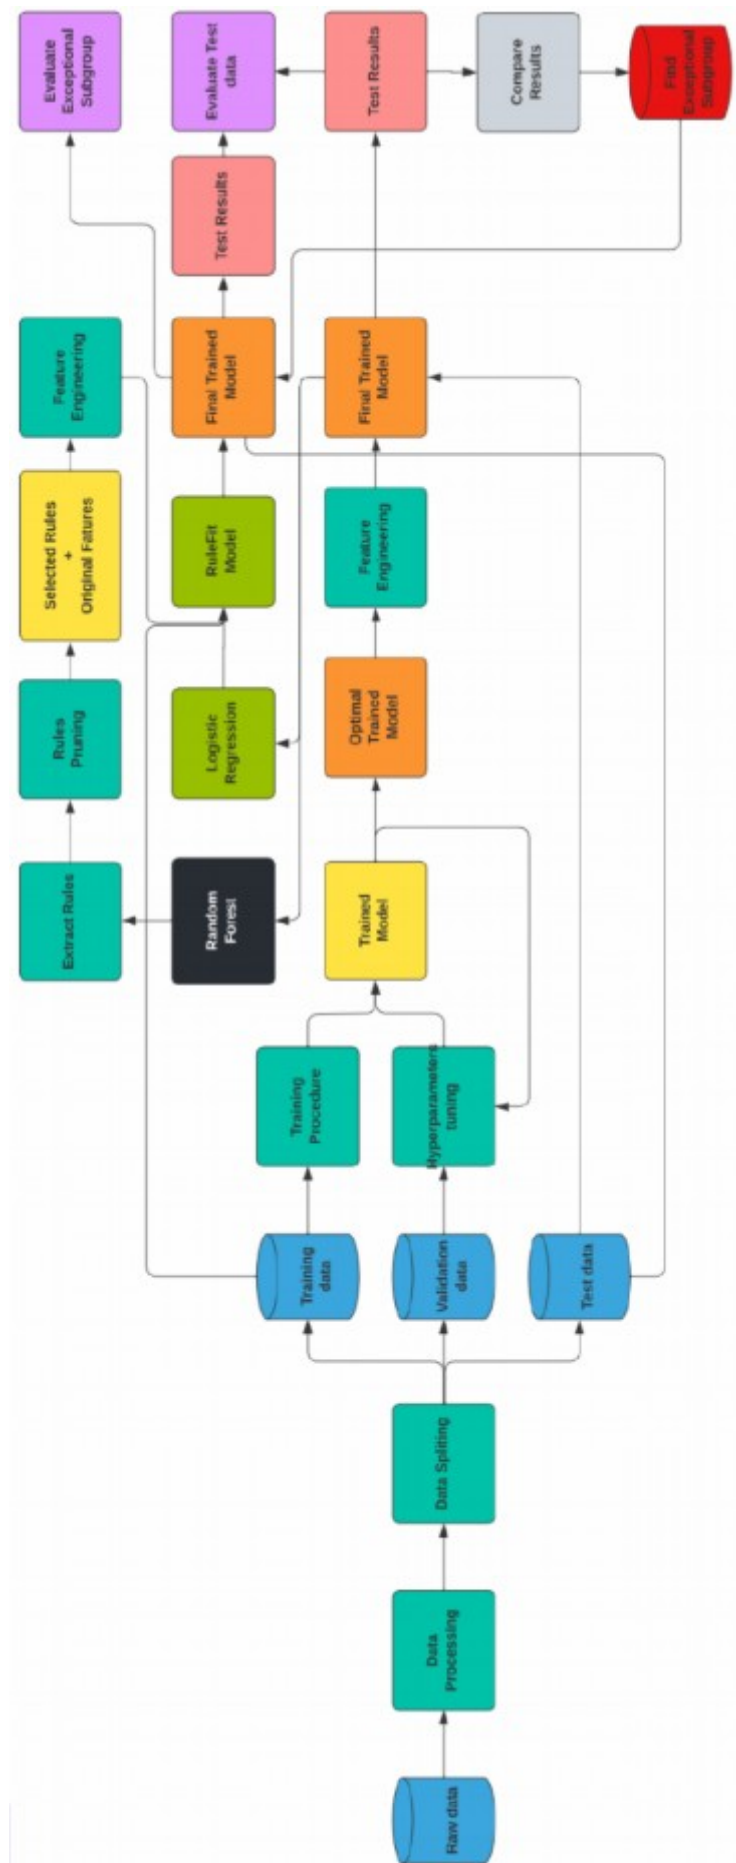 Evaluate
Exceptional
Subgroup
Evaluate Test
data
Test Results
Compare
Results
Find
Exceptional
Subgroup
Test Results
Feature
Engineering
Final Trained
Model
Final Trained
Model
Selected Rules
+
Original Fatures
RuleFit
Model
Feature
Engineering
Rules
Pruning
Logistic
Regression
Optimal
Trained
Model
Extract Rules
Random
Forest
Trained
Model
Training
Procedure
Hyperparameters
tuning
Training
data
Validation
data
Test data
Data Spliting
Data
Processing
Raw data